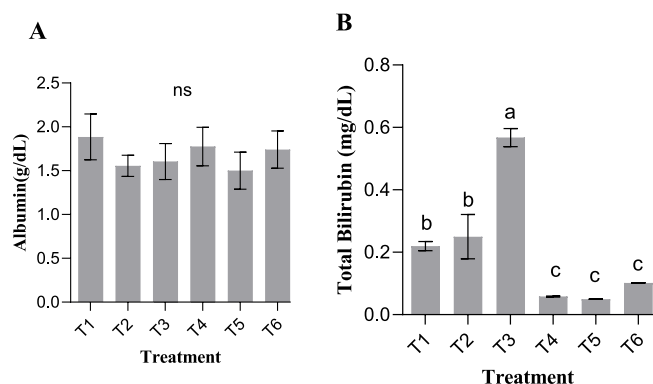 A
Albumin(g/dL)
2.5
2.0
1.5
1.0
0.5
0.0
ns
T1 T2 T3 T4 T5 T6
Treatment
B
Total Bilirubin (mg/dL)
0.8
0.6
0.4
0.2
0.0
b b a c c c
T1 T2 T3 T4 T5 T6
Treatment